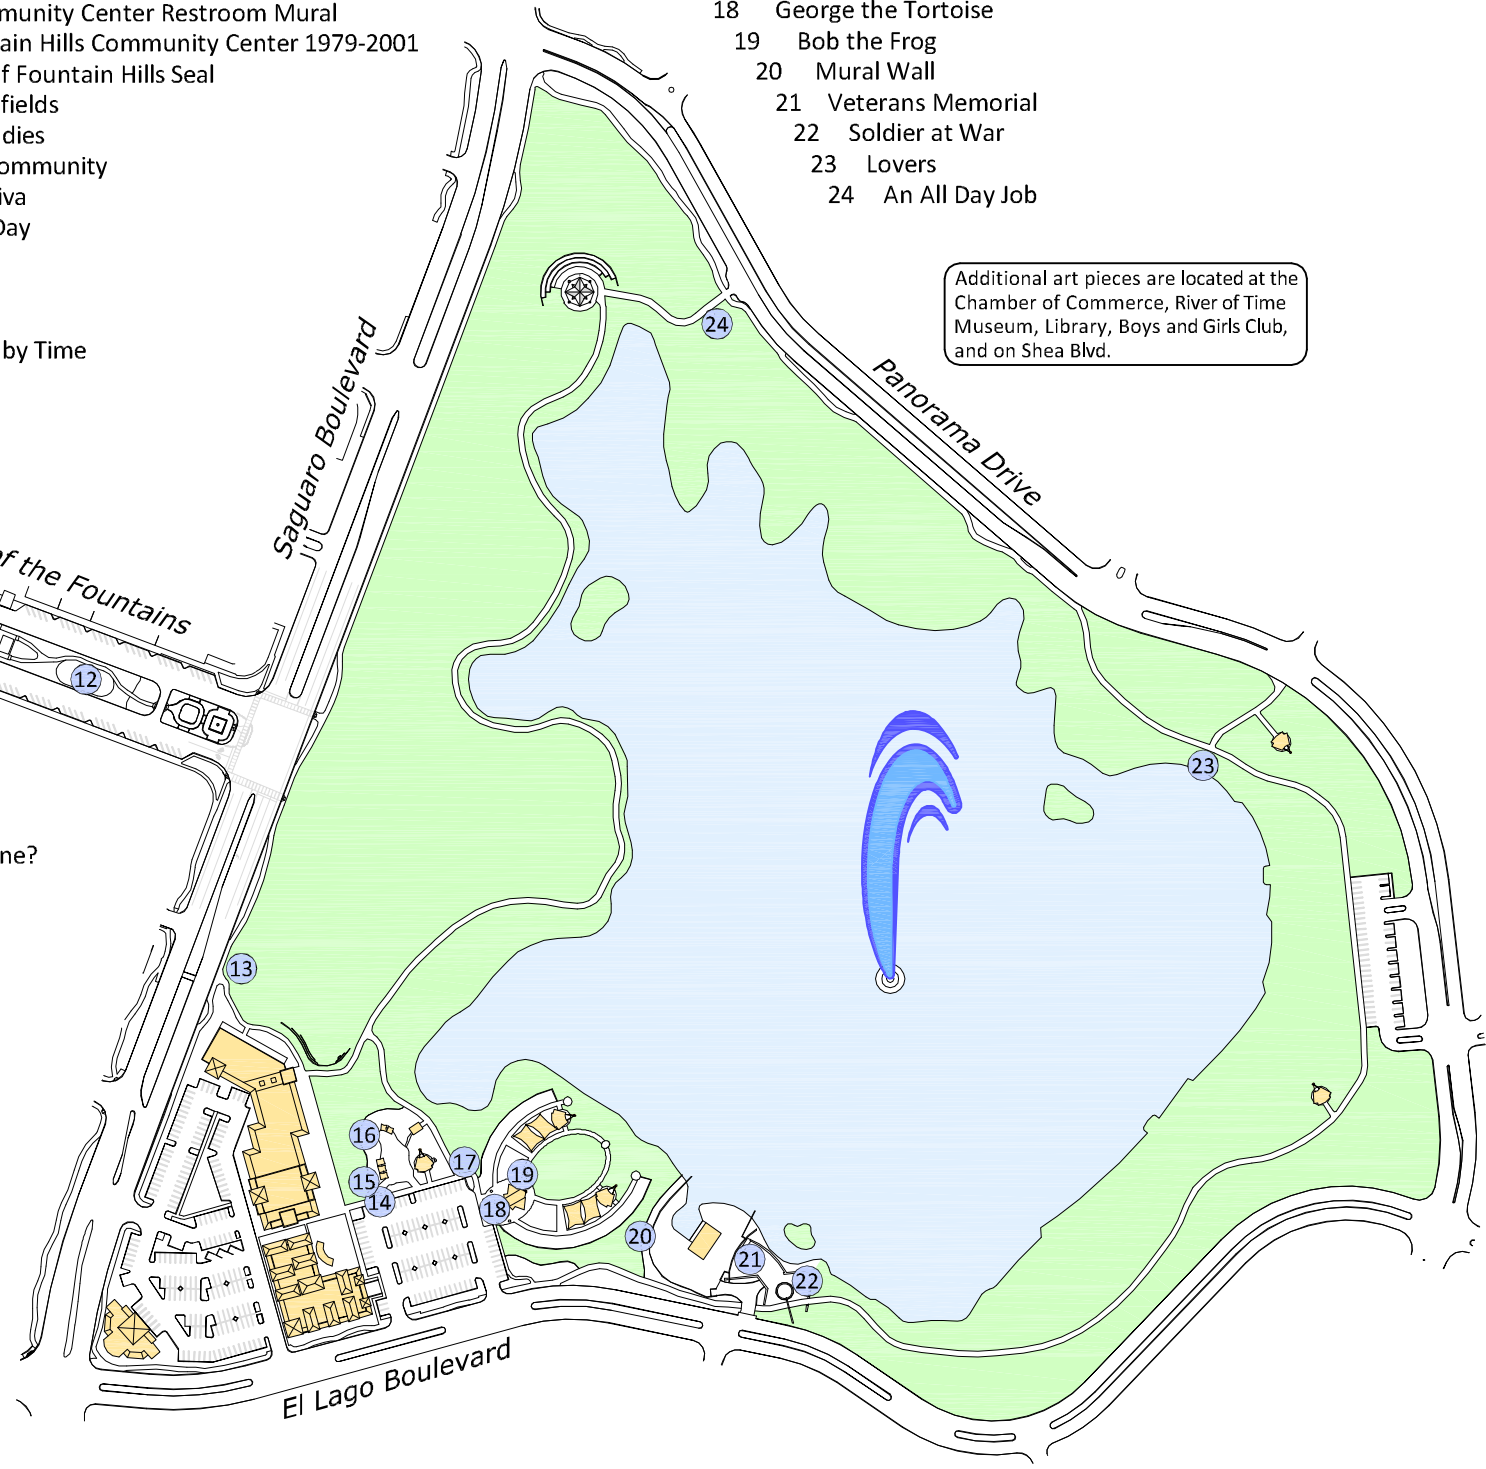 munity Center Restroom Mural
ain Hills Community Center 1979-2001
f Fountain Hills Seal
fields
dies
ommunity
iva
Day
by Time
ne?
18 George the Tortoise
19 Bob the Frog
20 Mural Wall
21 Veterans Memorial
22 Soldier at War
23 Lovers
24 An All Day Job
Additional art pieces are located at the
Chamber of Commerce, River of Time
Museum, Library, Boys and Girls Club,
and on Shea Blvd.
Saguaro Boulevard
Panorama Drive
of the Fountains
El Lago Boulevard
24
12
23
13
16
17
15
19
14
18
20
21
22